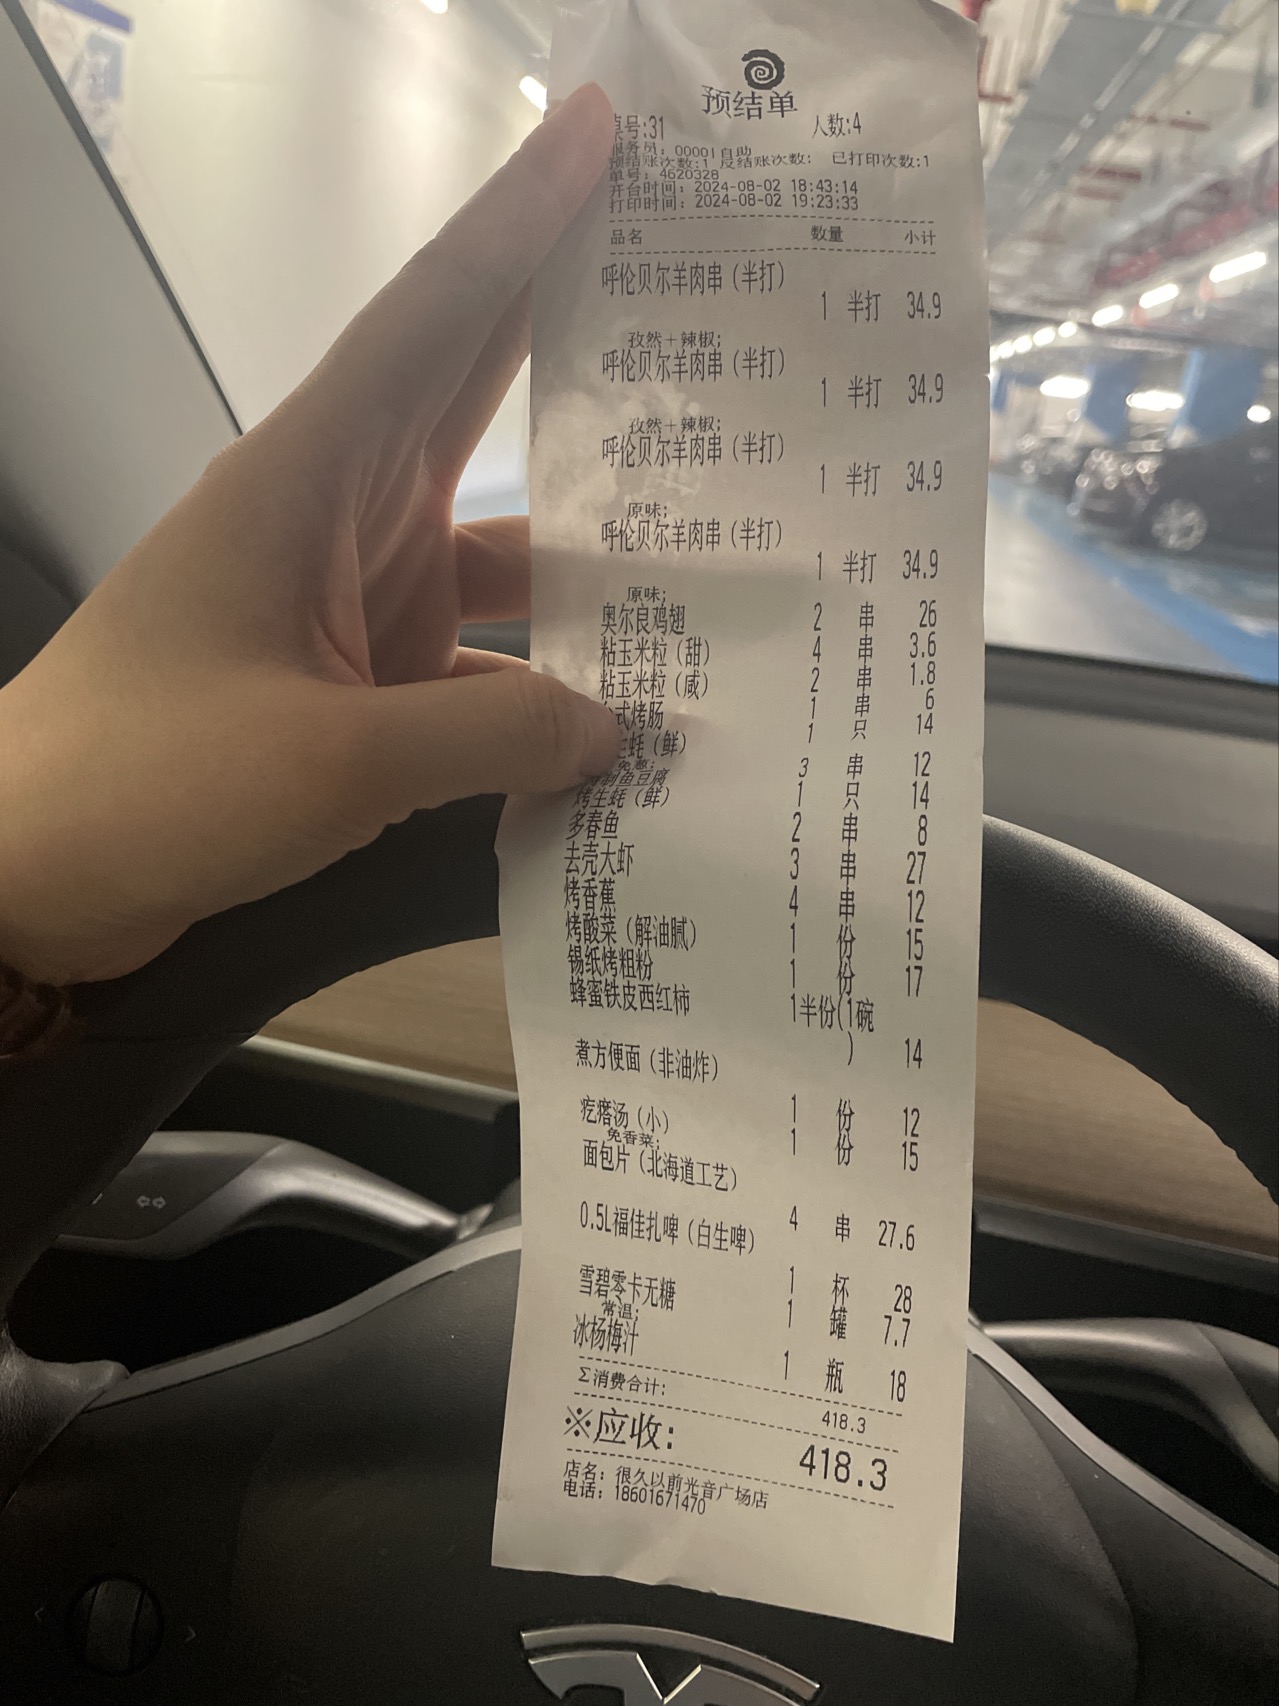 预结单
桌号:31 人数:4
服务员: 00001自助
预结账次数:1 反结账次数: 已打印次数:1
单号: 4620328
开台时间: 2024-08-02 18:43:14
打印时间: 2024-08-02 19:23:33
品名 数量 小计
呼伦贝尔羊肉串(半打)
1 半打 34.9
孜然+辣椒;
呼伦贝尔羊肉串(半打)
1 半打 34.9
孜然+辣椒;
呼伦贝尔羊肉串(半打)
1 半打 34.9
原味;
呼伦贝尔羊肉串(半打)
1 半打 34.9
原味;
奥尔良鸡翅 2 串 26
粘玉米粒(甜) 4 串 3.6
粘玉米粒(咸) 2 串 1.8
式烤肠 1 串 6
生蚝(鲜) 1 只 14
免葱;
制鱼豆腐 3 串 12
烤生蚝(鲜) 1 只 14
多春鱼 2 串 8
去壳大虾 3 串 27
烤香蕉 4 串 12
烤酸菜(解油腻) 1 份 15
锡纸烤粗粉 1 份 17
蜂蜜铁皮西红柿 1半份(1碗
) 14
煮方便面(非油炸)
1 份 12
疙瘩汤(小) 1 份 15
免香菜;
面包片(北海道工艺)
4 串 27.6
0.5L福佳扎啤(白生啤)
1 杯 28
雪碧零卡无糖 1 罐 7.7
常温;
冰杨梅汁 1 瓶 18
Σ消费合计: 418.3
※应收: 418.3
店名: 很久以前光音广场店
电话: 18601671470